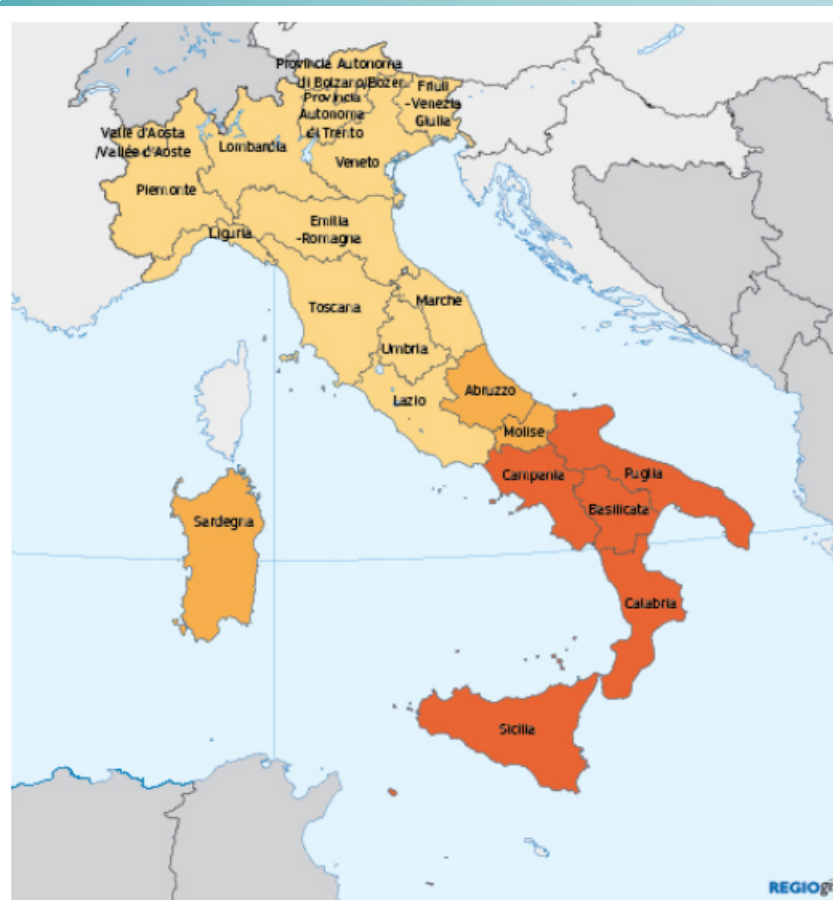 Provincia Autonoma
di Bolzano/Bozen
Friuli
-Venezia
Giulia
Provincia
Autonoma
di Trento
Valle d'Aosta
/Vallée d'Aoste
Lombardia
Veneto
Piemonte
Emilia
-Romagna
Liguria
Toscana
Marche
Umbria
Lazio
Abruzzo
Molise
Campania
Puglia
Basilicata
Sardegna
Calabria
Sicilia